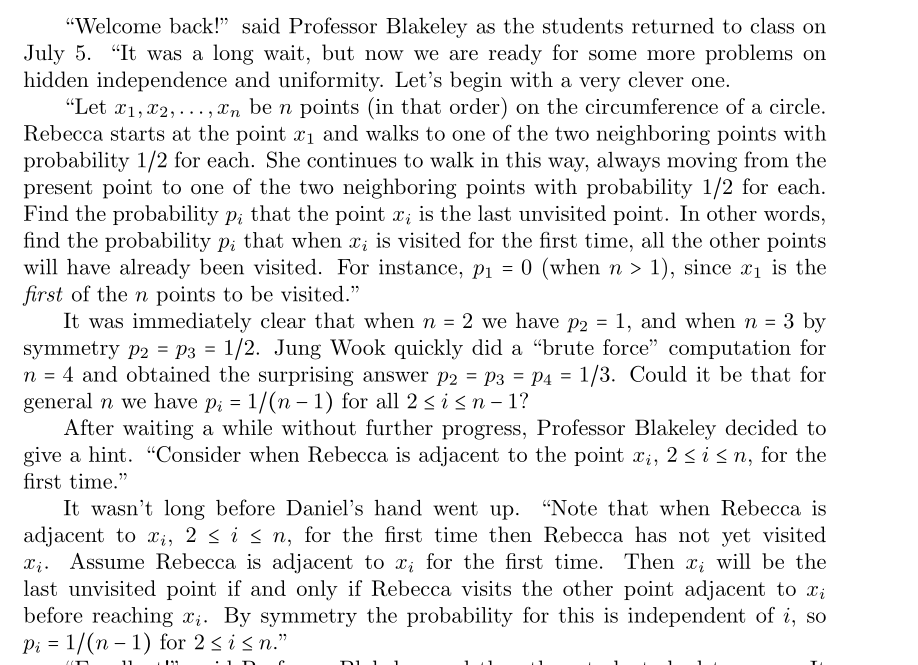 “Welcome back!” said Professor Blakeley as the students returned to class on
July 5. “It was a long wait, but now we are ready for some more problems on
hidden independence and uniformity. Let’s begin with a very clever one.
“Let x₁, x₂, . . . , xₙ be n points (in that order) on the circumference of a circle.
Rebecca starts at the point x₁ and walks to one of the two neighboring points with
probability 1/2 for each. She continues to walk in this way, always moving from the
present point to one of the two neighboring points with probability 1/2 for each.
Find the probability pᵢ that the point xᵢ is the last unvisited point. In other words,
find the probability pᵢ that when xᵢ is visited for the first time, all the other points
will have already been visited. For instance, p₁ = 0 (when n > 1), since x₁ is the
first of the n points to be visited.”
It was immediately clear that when n = 2 we have p₂ = 1, and when n = 3 by
symmetry p₂ = p₃ = 1/2. Jung Wook quickly did a “brute force” computation for
n = 4 and obtained the surprising answer p₂ = p₃ = p₄ = 1/3. Could it be that for
general n we have pᵢ = 1/(n − 1) for all 2 ≤ i ≤ n − 1?
After waiting a while without further progress, Professor Blakeley decided to
give a hint. “Consider when Rebecca is adjacent to the point xᵢ, 2 ≤ i ≤ n, for the
first time.”
It wasn’t long before Daniel’s hand went up. “Note that when Rebecca is
adjacent to xᵢ, 2 ≤ i ≤ n, for the first time then Rebecca has not yet visited
xᵢ. Assume Rebecca is adjacent to xᵢ for the first time. Then xᵢ will be the
last unvisited point if and only if Rebecca visits the other point adjacent to xᵢ
before reaching xᵢ. By symmetry the probability for this is independent of i, so
pᵢ = 1/(n − 1) for 2 ≤ i ≤ n.”